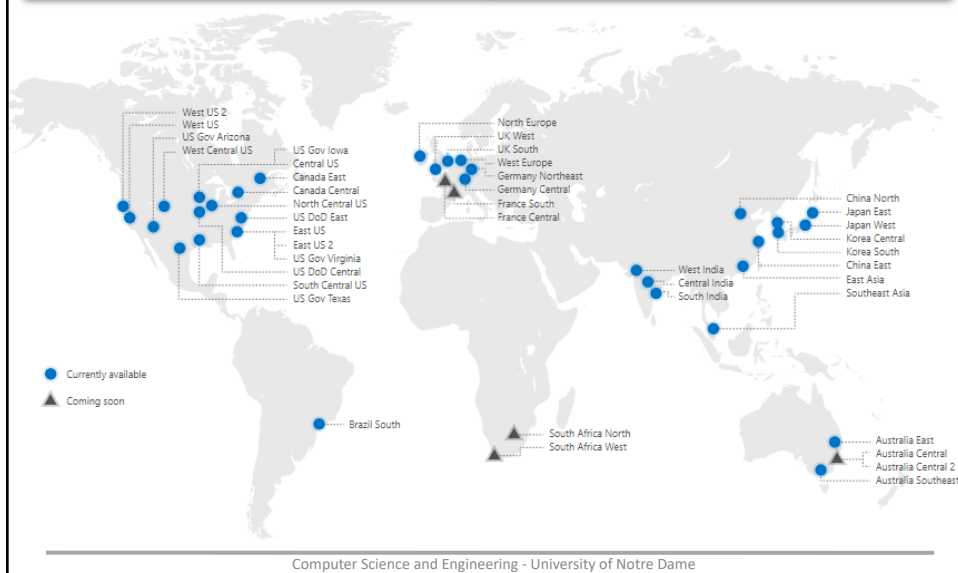 West US 2
West US
US Gov Arizona
West Central US
US Gov Iowa
Central US
Canada East
Canada Central
North Central US
US DoD East
East US
East US 2
US Gov Virginia
US DoD Central
South Central US
US Gov Texas
North Europe
UK West
UK South
West Europe
Germany Northeast
Germany Central
France South
France Central
China North
Japan East
Japan West
Korea Central
Korea South
China East
East Asia
Southeast Asia
West India
Central India
South India
Currently available
Coming soon
Brazil South
South Africa North
South Africa West
Australia East
Australia Central
Australia Central 2
Australia Southeast
Computer Science and Engineering - University of Notre Dame